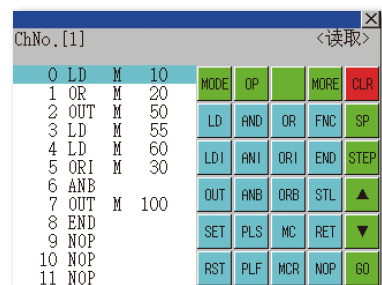 X
ChNo.[1] <读取>
0 LD M 10
1 OR M 20
2 OUT M 50
3 LD M 55
4 LD M 60
5 ORI M 30
6 ANB
7 OUT M 100
8 END
9 NOP
10 NOP
11 NOP
MODE OP MORE CLR
LD AND OR FNC SP
LDI ANI ORI END STEP
OUT ANB ORB STL ▲
SET PLS MC RET ▼
RST PLF MCR NOP GO